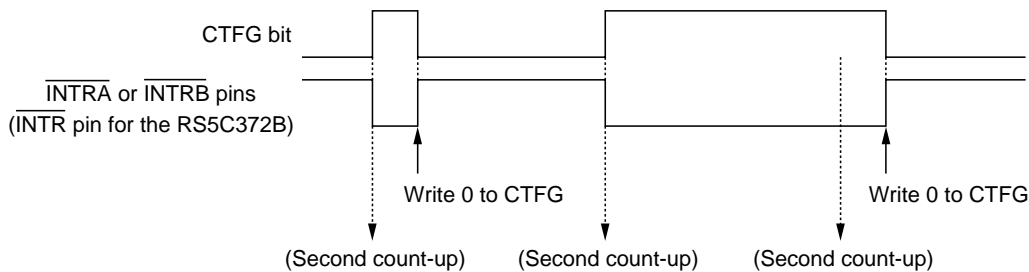 CTFG bit
INTRA or INTRB pins
(INTR pin for the RS5C372B)
Write 0 to CTFG
Write 0 to CTFG
(Second count-up)
(Second count-up)
(Second count-up)